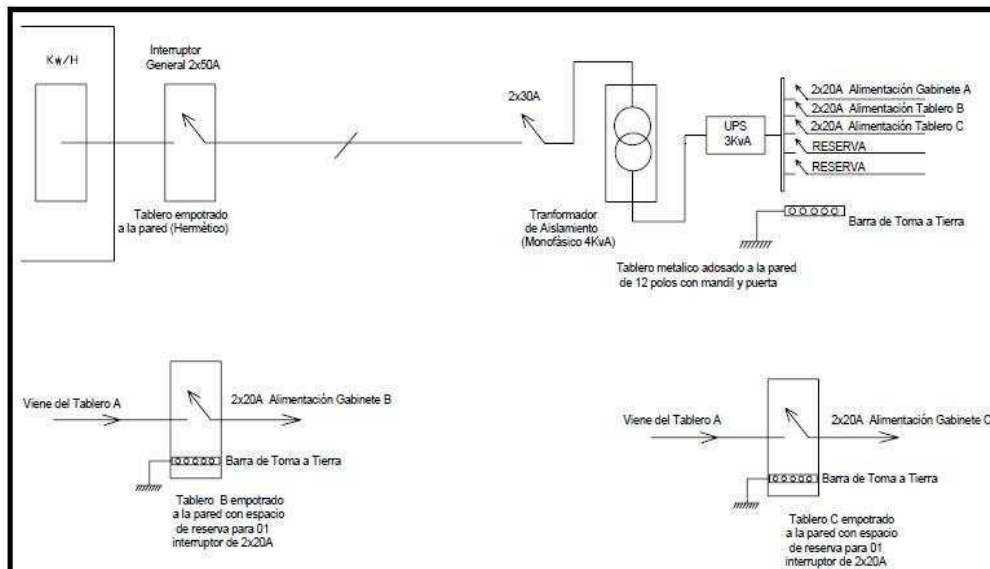 Kw/H
Interruptor
General 2x50A
Tablero empotrado
a la pared (Hermètico)
2x30A
Tranformador
de Aislamiento
(Monofásico 4KvA)
UPS
3KvA
2x20A Alimentación Gabinete A
2x20A Alimentación Tablero B
2x20A Alimentación Tablero C
RESERVA
RESERVA
Barra de Toma a Tierra
Tablero metalico adosado a la pared
de 12 polos con mandil y puerta
Viene del Tablero A
2x20A Alimentación Gabinete B
Barra de Toma a Tierra
Tablero B empotrado
a la pared con espacio
de reserva para 01
interruptor de 2x20A
Viene del Tablero A
2x20A Alimentación Gabinete C
Barra de Toma a Tierra
Tablero C empotrado
a la pared con espacio
de reserva para 01
interruptor de 2x20A